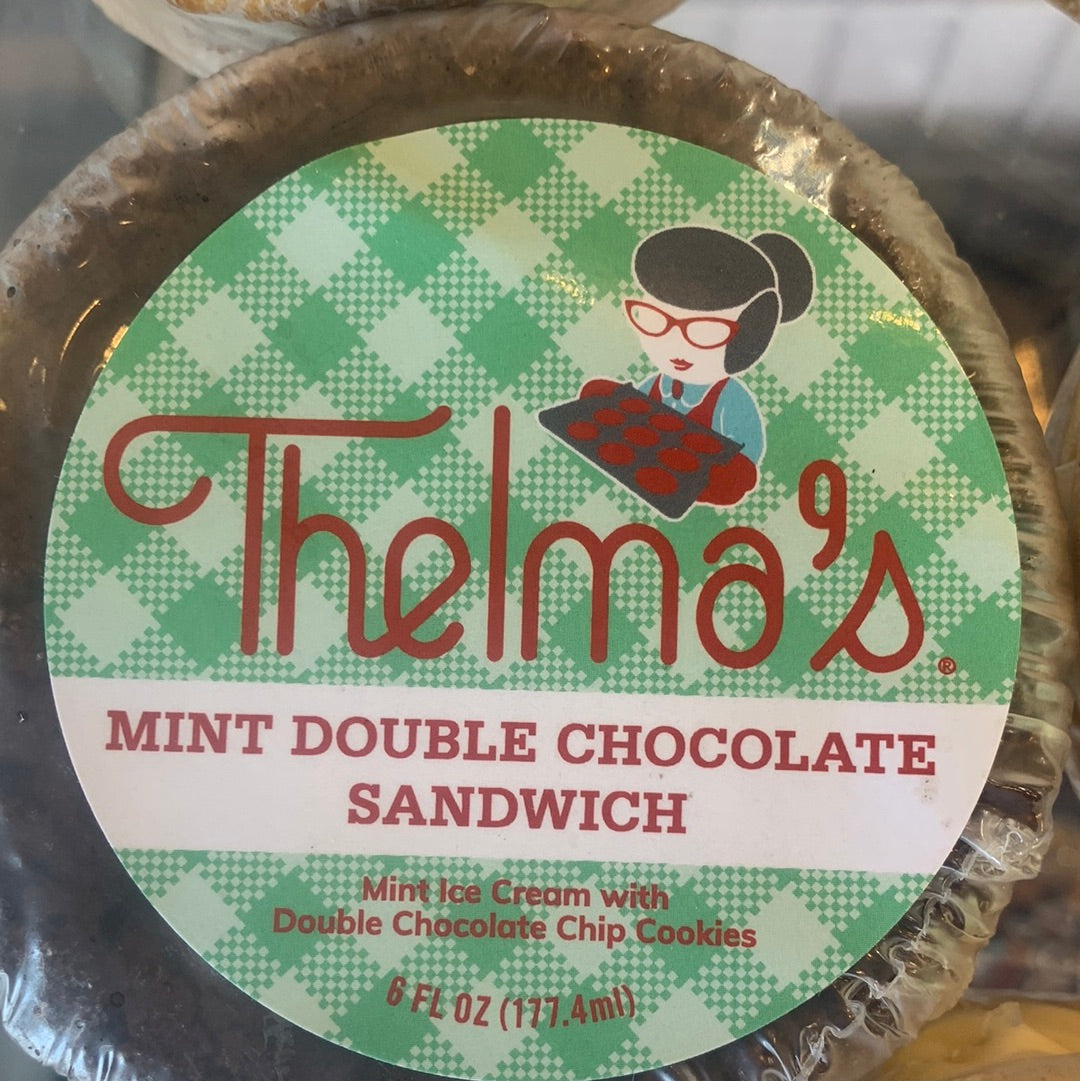 Thelma's®
MINT DOUBLE CHOCOLATE
SANDWICH
Mint Ice Cream with
Double Chocolate Chip Cookies
6 FL OZ (177.4ml)